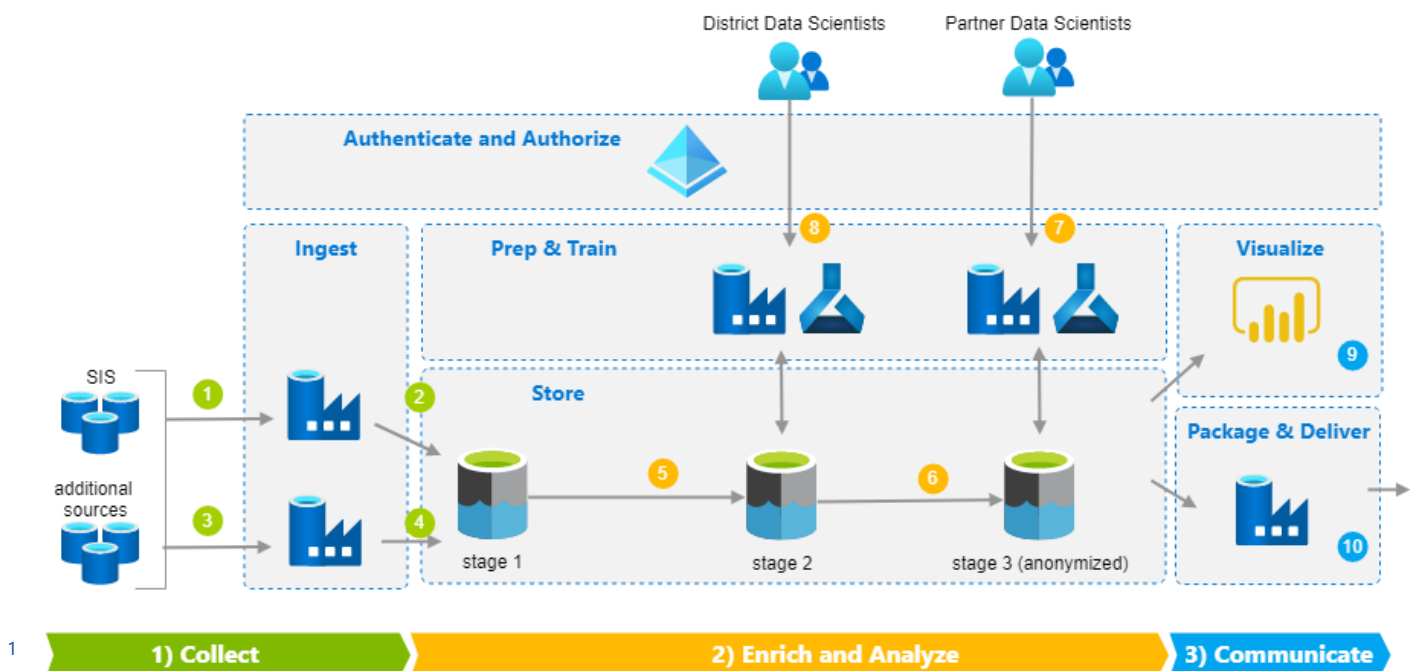 District Data Scientists
Partner Data Scientists
Authenticate and Authorize
8
7
Ingest
Prep & Train
Visualize
9
SIS
1
2
Store
Package & Deliver
additional
sources
3
4
5
6
10
stage 1
stage 2
stage 3 (anonymized)
1
1) Collect
2) Enrich and Analyze
3) Communicate